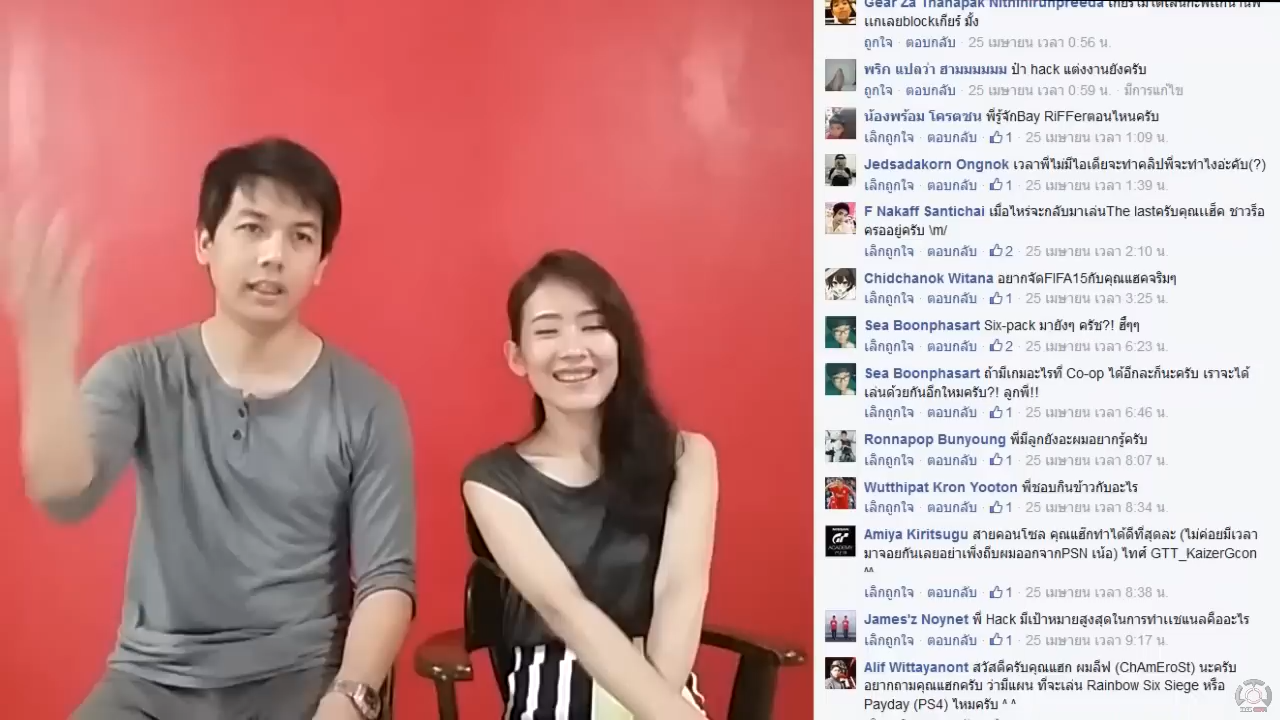 Gear Za Thanapak Nithihirunpreeda
แกเลยblockเกียร์ มั้ง
ถูกใจ · ตอบกลับ · 25 เมษายน เวลา 0:56 น.
พริก แปลว่า ฮามมมมมม ป๋า hack แต่งงานยังครับ
ถูกใจ · ตอบกลับ · 25 เมษายน เวลา 0:59 น. · มีการแก้ไข
น้องพร้อม โครตซน พี่รู้จักBay RiFFerตอนไหนครับ
เลิกถูกใจ · ตอบกลับ · 1 · 25 เมษายน เวลา 1:09 น.
Jedsadakorn Ongnok เวลาพี่ไม่มีไอเดียจะทำคลิปพี่จะทำไงอ่ะคับ(?)
เลิกถูกใจ · ตอบกลับ · 1 · 25 เมษายน เวลา 1:39 น.
F Nakaff Santichai เมื่อไหร่จะกลับมาเล่นThe lastครับคุณแฮ็ค ชาวร็อ
ครออยู่ครับ \m/
เลิกถูกใจ · ตอบกลับ · 2 · 25 เมษายน เวลา 2:10 น.
Chidchanok Witana อยากจัดFIFA15กับคุณแฮคจริมๆ
เลิกถูกใจ · ตอบกลับ · 1 · 25 เมษายน เวลา 3:25 น.
Sea Boonphasart Six-pack มายังๆ ครัช?! ฮี้ๆๆ
เลิกถูกใจ · ตอบกลับ · 2 · 25 เมษายน เวลา 6:23 น.
Sea Boonphasart ถ้ามีเกมอะไรที่ Co-op ได้อีกละก็นะครับ เราจะได้
เล่นด้วยกันอีกใหมครับ?! ลูกพี่!!
เลิกถูกใจ · ตอบกลับ · 1 · 25 เมษายน เวลา 6:46 น.
Ronnapop Bunyoung พี่มีลูกยังอะผมอยากรู้ครับ
เลิกถูกใจ · ตอบกลับ · 1 · 25 เมษายน เวลา 8:07 น.
Wutthipat Kron Yooton พี่ชอบกินข้าวกับอะไร
เลิกถูกใจ · ตอบกลับ · 1 · 25 เมษายน เวลา 8:34 น.
Amiya Kiritsugu สายคอนโซล คุณแฮ๊กทำได้ดีที่สุดละ (ไม่ค่อยมีเวลา
มาจอยกันเลยอย่าเพิ่งถีบผมออกจากPSN เน้อ) ไทศ์ GTT_KaizerGcon
^^
เลิกถูกใจ · ตอบกลับ · 1 · 25 เมษายน เวลา 8:38 น.
James'z Noynet พี่ Hack มีเป้าหมายสูงสุดในการทำแชแนลคืออะไร
เลิกถูกใจ · ตอบกลับ · 1 · 25 เมษายน เวลา 9:17 น.
Alif Wittayanont สวัสดีครับคุณแฮก ผมลีฟ (ChAmEroSt) นะครับ
อยากถามคุณแฮกครับ ว่ามีแผน ที่จะเล่น Rainbow Six Siege หรือ
Payday (PS4) ไหมครับ ^ ^